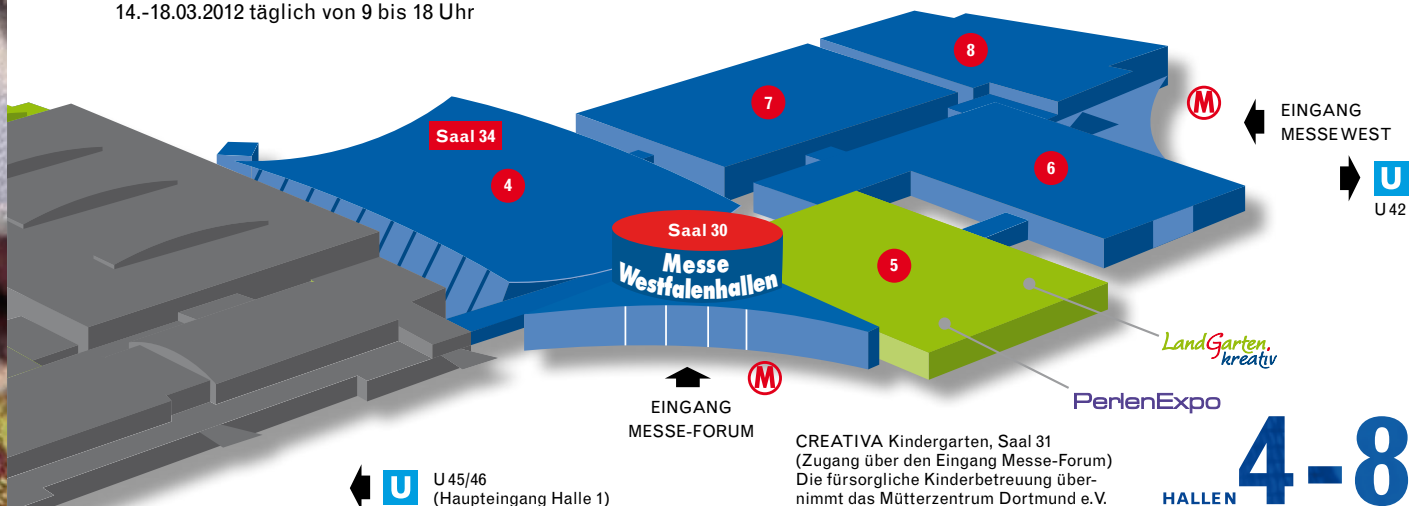 14.-18.03.2012 täglich von 9 bis 18 Uhr
8
7
M
EINGANG
MESSE WEST
Saal 34
4
6
U
U 42
Saal 30
Messe
Westfalenhallen
5
LandGarten.
kreativ
M
PerlenExpo
EINGANG
MESSE-FORUM
CREATIVA Kindergarten, Saal 31
(Zugang über den Eingang Messe-Forum)
Die fürsorgliche Kinderbetreuung über-
nimmt das Mütterzentrum Dortmund e.V.
U
U 45/46
(Haupteingang Halle 1)
HALLEN 4-8